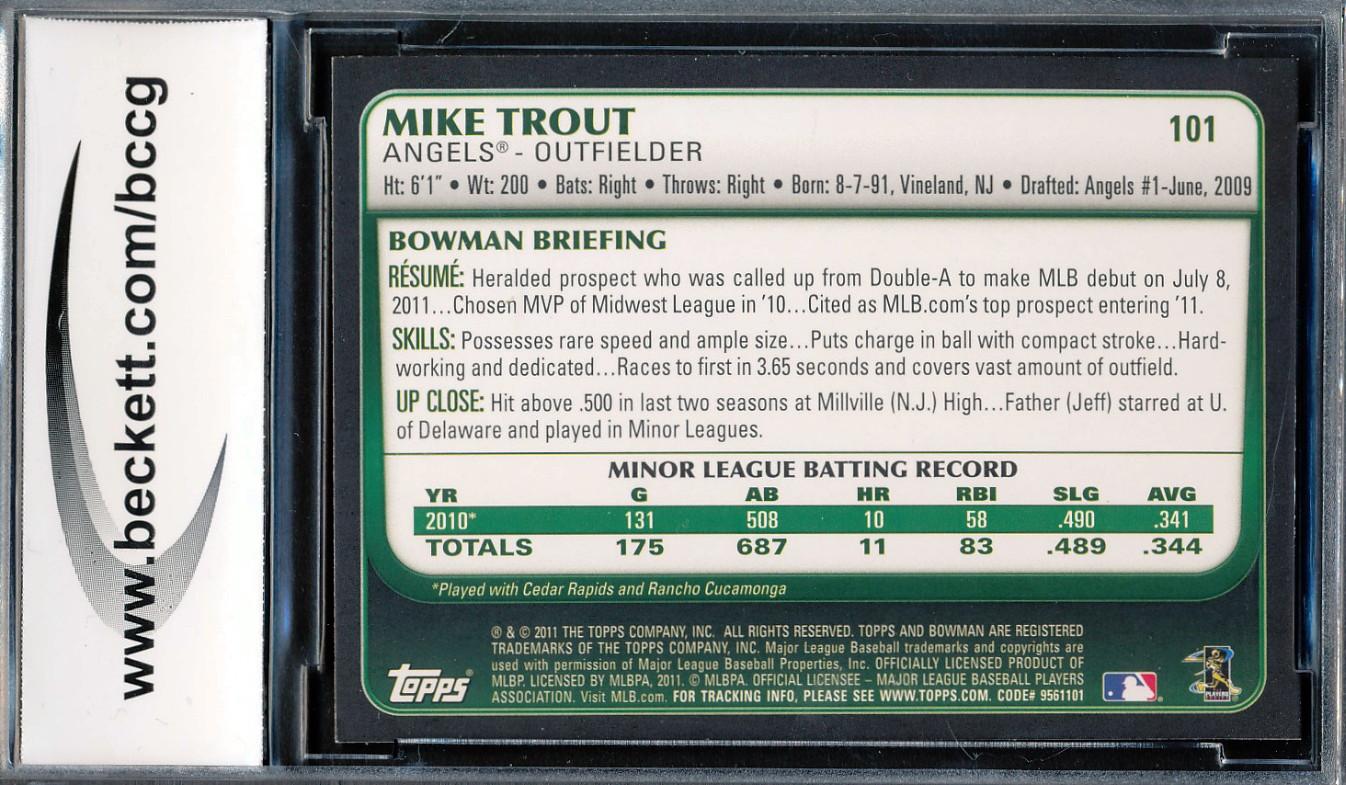 www.beckett.com/bccg
MIKE TROUT
101
ANGELS® - OUTFIELDER
Ht: 6'1" • Wt: 200 • Bats: Right • Throws: Right • Born: 8-7-91, Vineland, NJ • Drafted: Angels #1-June, 2009
BOWMAN BRIEFING
RÉSUMÉ: Heralded prospect who was called up from Double-A to make MLB debut on July 8,
2011...Chosen MVP of Midwest League in '10...Cited as MLB.com's top prospect entering '11.
SKILLS: Possesses rare speed and ample size...Puts charge in ball with compact stroke...Hard-
working and dedicated...Races to first in 3.65 seconds and covers vast amount of outfield.
UP CLOSE: Hit above .500 in last two seasons at Millville (N.J.) High...Father (Jeff) starred at U.
of Delaware and played in Minor Leagues.
MINOR LEAGUE BATTING RECORD
YR G AB HR RBI SLG AVG
2010* 131 508 10 58 .490 .341
TOTALS 175 687 11 83 .489 .344
*Played with Cedar Rapids and Rancho Cucamonga
® & © 2011 THE TOPPS COMPANY, INC. ALL RIGHTS RESERVED. TOPPS AND BOWMAN ARE REGISTERED
TRADEMARKS OF THE TOPPS COMPANY, INC. Major League Baseball trademarks and copyrights are
used with permission of Major League Baseball Properties, Inc. OFFICIALLY LICENSED PRODUCT OF
MLBP. LICENSED BY MLBPA, 2011. © MLBPA. OFFICIAL LICENSEE – MAJOR LEAGUE BASEBALL PLAYERS
ASSOCIATION. Visit MLB.com. FOR TRACKING INFO, PLEASE SEE WWW.TOPPS.COM. CODE# 9561101
topps®
PLAYERS